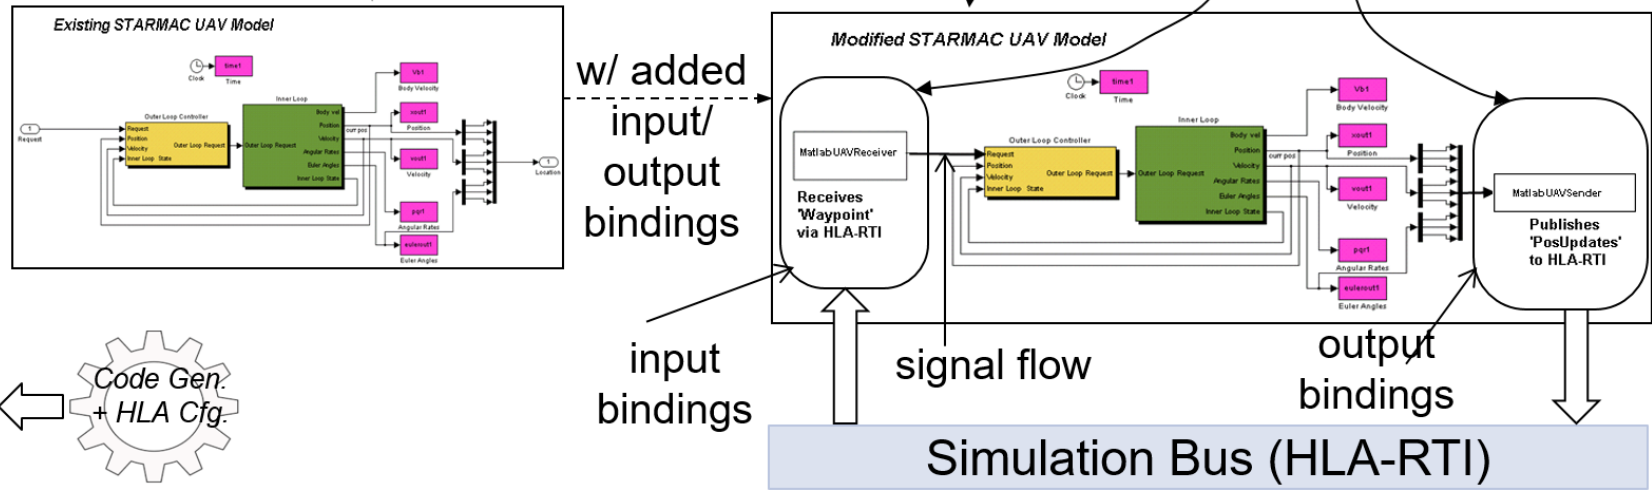 Existing STARMAC UAV Model
Clock
time1
Time
Vb1
Body Velocity
Inner Loop
xout1
Position
1
Request
Outer Loop Controller
Request
Position
Velocity
Inner Loop State
Outer Loop Request
Outer Loop Request
Body vel
Position
Velocity
Angular Rates
Euler Angles
Inner Loop State
curr pos
vout1
Velocity
1
Location
pqr1
Angular Rates
eulerout1
Euler Angles
w/ added
input/
output
bindings
Modified STARMAC UAV Model
Clock
time1
Time
Vb1
Body Velocity
Inner Loop
xout1
Position
MatlabUAVReceiver
Receives
'Waypoint'
via HLA-RTI
Outer Loop Controller
Request
Position
Velocity
Inner Loop State
Outer Loop Request
Outer Loop Request
Body vel
Position
Velocity
Angular Rates
Euler Angles
Inner Loop State
curr pos
vout1
Velocity
pqr1
Angular Rates
eulerout1
Euler Angles
MatlabUAVSender
Publishes
'PosUpdates'
to HLA-RTI
input
bindings
signal flow
output
bindings
Code Gen.
+ HLA Cfg.
Simulation Bus (HLA-RTI)